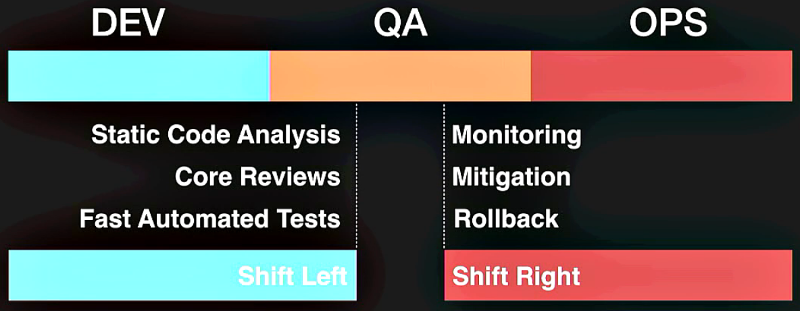 DEV QA OPS
Static Code Analysis Monitoring
Core Reviews Mitigation
Fast Automated Tests Rollback
Shift Left Shift Right